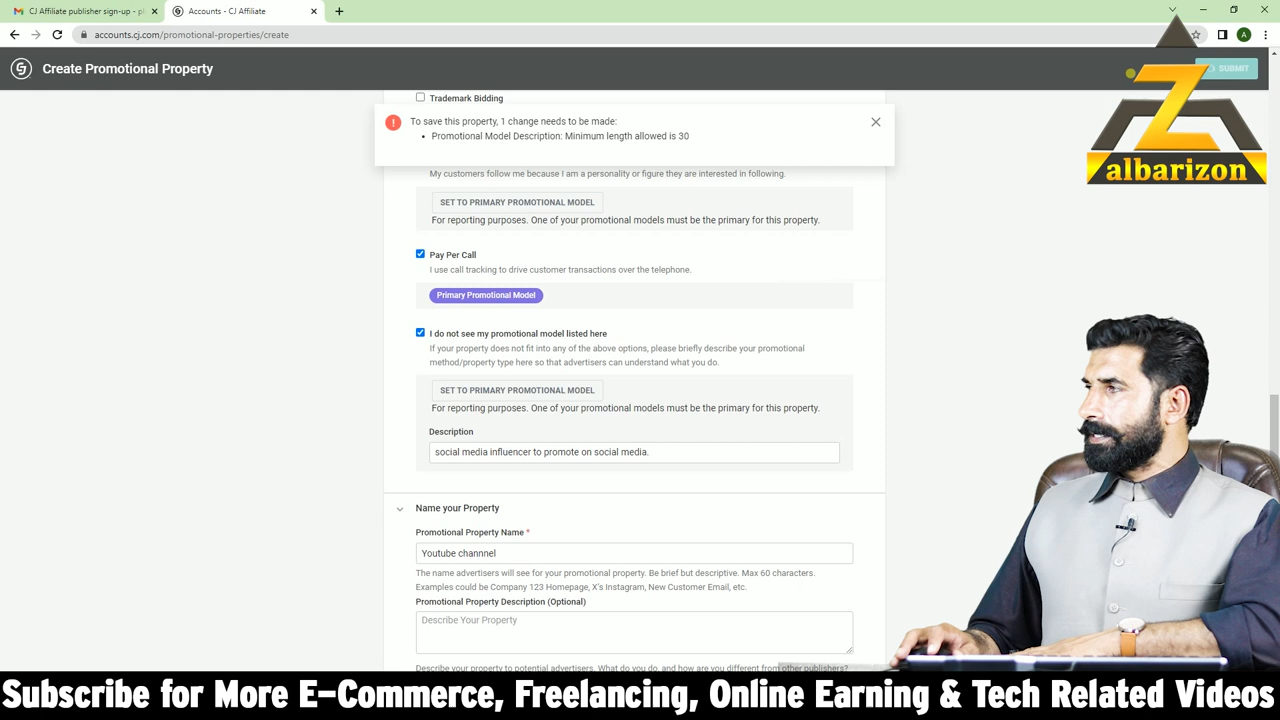 CJ Affiliate publisher sign-up - pl
Accounts - CJ Affiliate
accounts.cj.com/promotional-properties/create
A
Create Promotional Property
SUBMIT
Trademark Bidding
To save this property, 1 change needs to be made:
• Promotional Model Description: Minimum length allowed is 30
My customers follow me because I am a personality or figure they are interested in following.
SET TO PRIMARY PROMOTIONAL MODEL
For reporting purposes. One of your promotional models must be the primary for this property.
Pay Per Call
I use call tracking to drive customer transactions over the telephone.
Primary Promotional Model
I do not see my promotional model listed here
If your property does not fit into any of the above options, please briefly describe your promotional
method/property type here so that advertisers can understand what you do.
SET TO PRIMARY PROMOTIONAL MODEL
For reporting purposes. One of your promotional models must be the primary for this property.
Description
social media influencer to promote on social media.
Name your Property
Promotional Property Name *
Youtube channnel
The name advertisers will see for your promotional property. Be brief but descriptive. Max 60 characters.
Examples could be Company 123 Homepage, X's Instagram, New Customer Email, etc.
Promotional Property Description (Optional)
Describe Your Property
Describe your property to potential advertisers. What do you do, and how are you different from other publishers?
Z
albarizon
Subscribe for More E-Commerce, Freelancing, Online Earning & Tech Related Videos